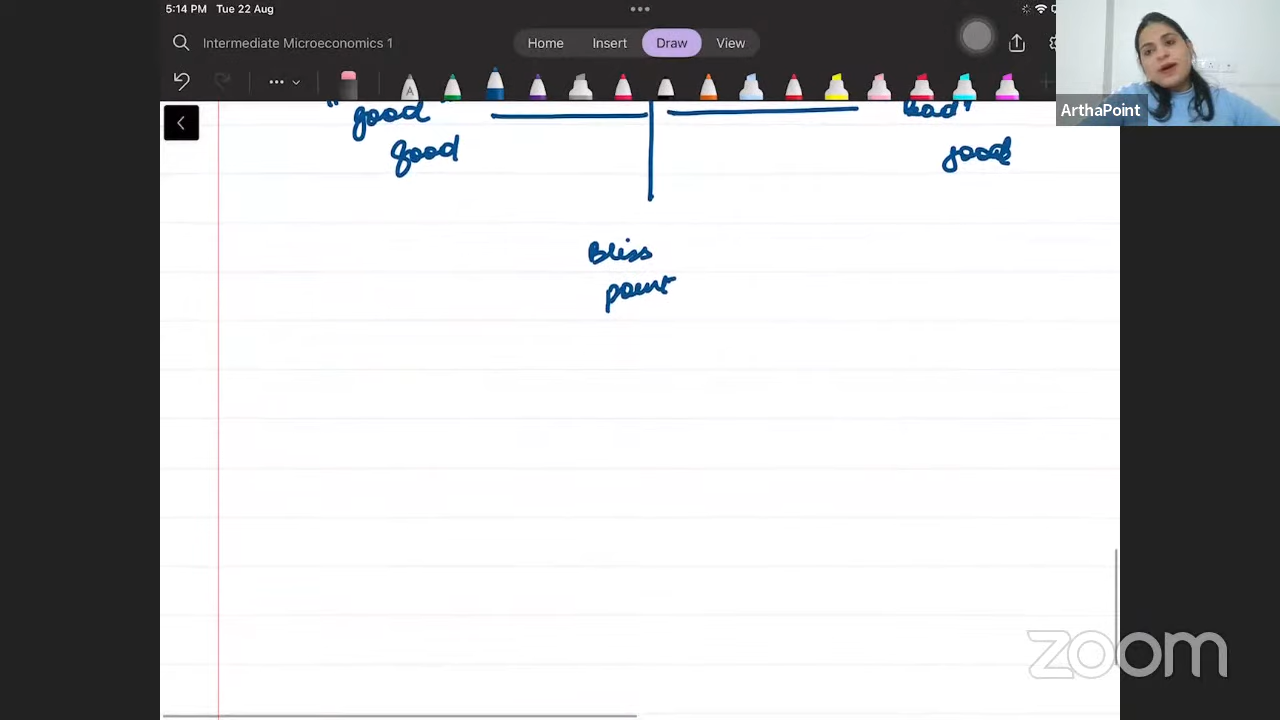 5:14 PM Tue 22 Aug
Intermediate Microeconomics 1
Home Insert Draw View
A
ArthaPoint
"good" "bad"
good good
Bliss
point
zoom